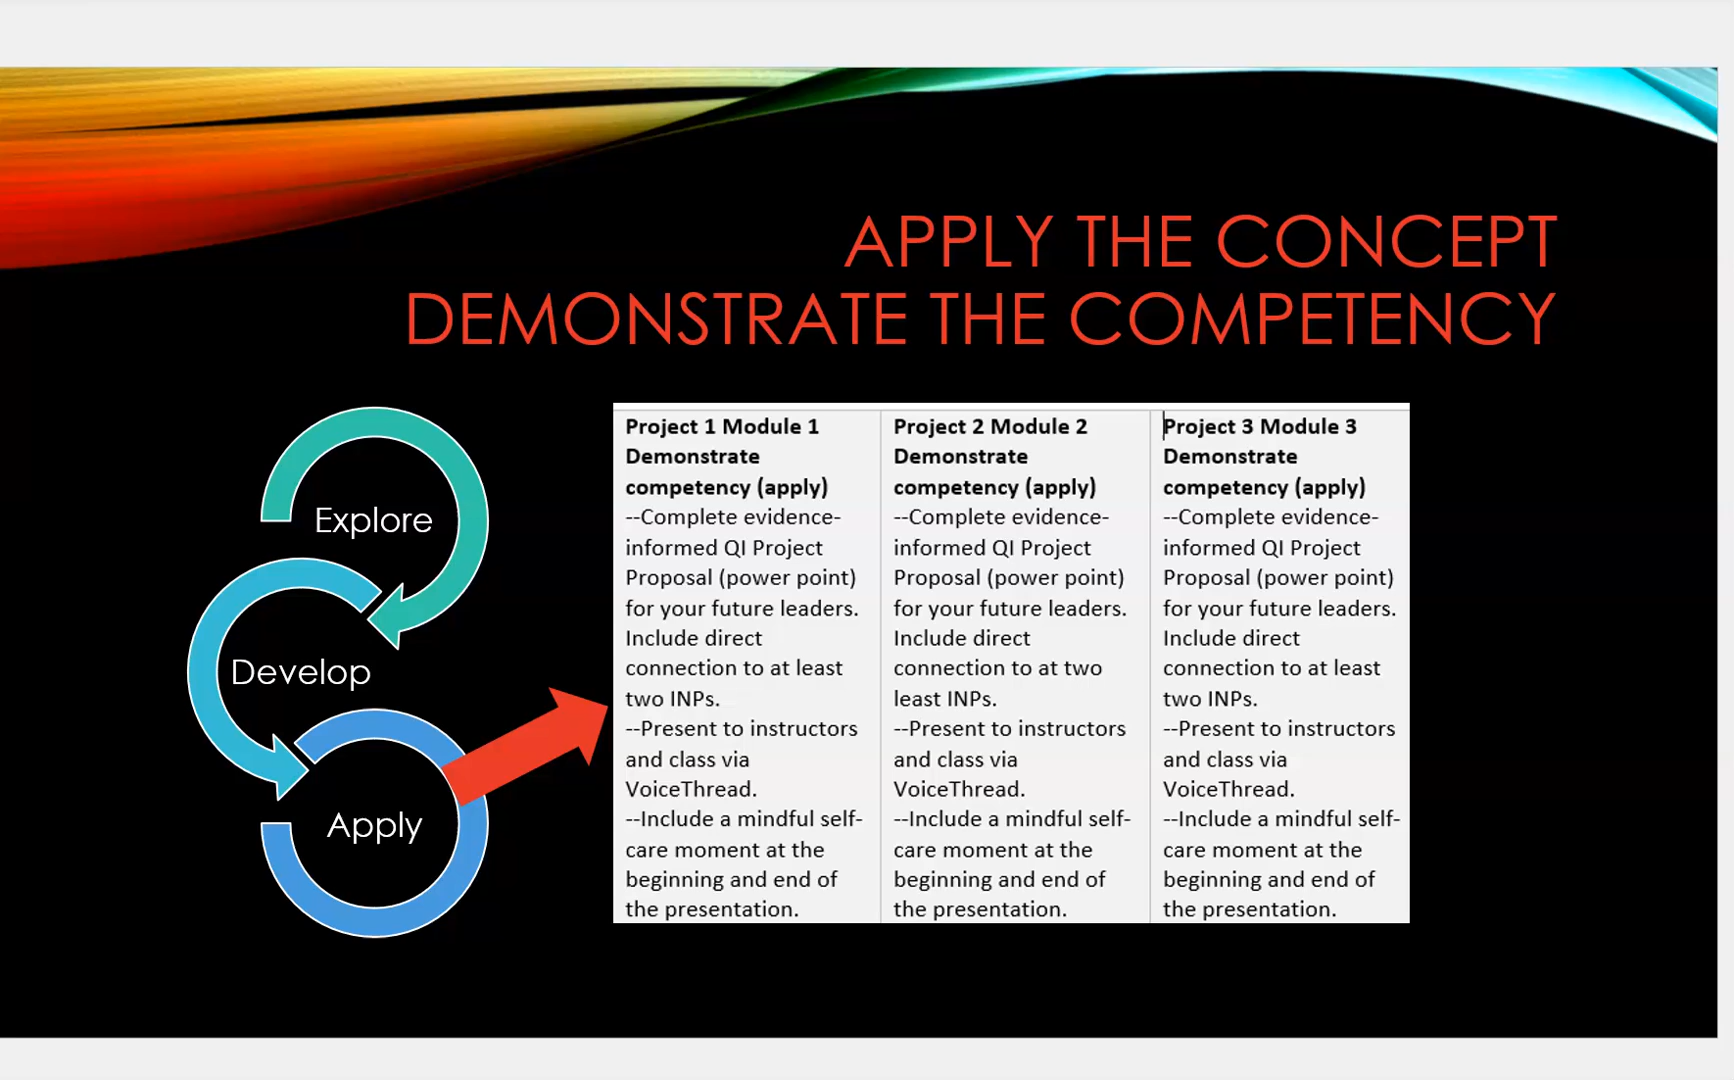 APPLY THE CONCEPT
DEMONSTRATE THE COMPETENCY
Explore
Develop
Apply
Project 1 Module 1
Demonstrate
competency (apply)
--Complete evidence-
informed QI Project
Proposal (power point)
for your future leaders.
Include direct
connection to at least
two INPs.
--Present to instructors
and class via
VoiceThread.
--Include a mindful self-
care moment at the
beginning and end of
the presentation.
Project 2 Module 2
Demonstrate
competency (apply)
--Complete evidence-
informed QI Project
Proposal (power point)
for your future leaders.
Include direct
connection to at two
least INPs.
--Present to instructors
and class via
VoiceThread.
--Include a mindful self-
care moment at the
beginning and end of
the presentation.
Project 3 Module 3
Demonstrate
competency (apply)
--Complete evidence-
informed QI Project
Proposal (power point)
for your future leaders.
Include direct
connection to at least
two INPs.
--Present to instructors
and class via
VoiceThread.
--Include a mindful self-
care moment at the
beginning and end of
the presentation.